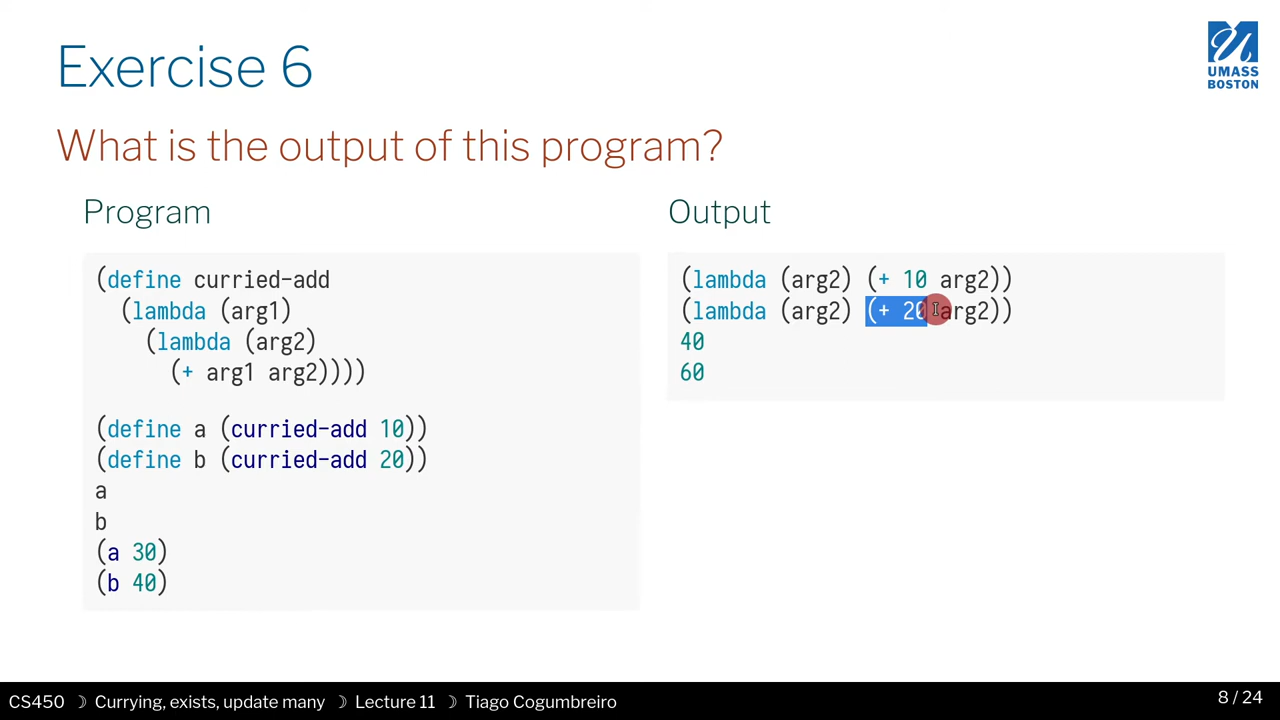 Exercise 6
UMASS
BOSTON
What is the output of this program?
Program
(define curried-add
(lambda (arg1)
(lambda (arg2)
(+ arg1 arg2))))
(define a (curried-add 10))
(define b (curried-add 20))
a
b
(a 30)
(b 40)
Output
(lambda (arg2) (+ 10 arg2))
(lambda (arg2) (+ 20 arg2))
40
60
CS450 ☽ Currying, exists, update many ☽ Lecture 11 ☽ Tiago Cogumbreiro
8 / 24